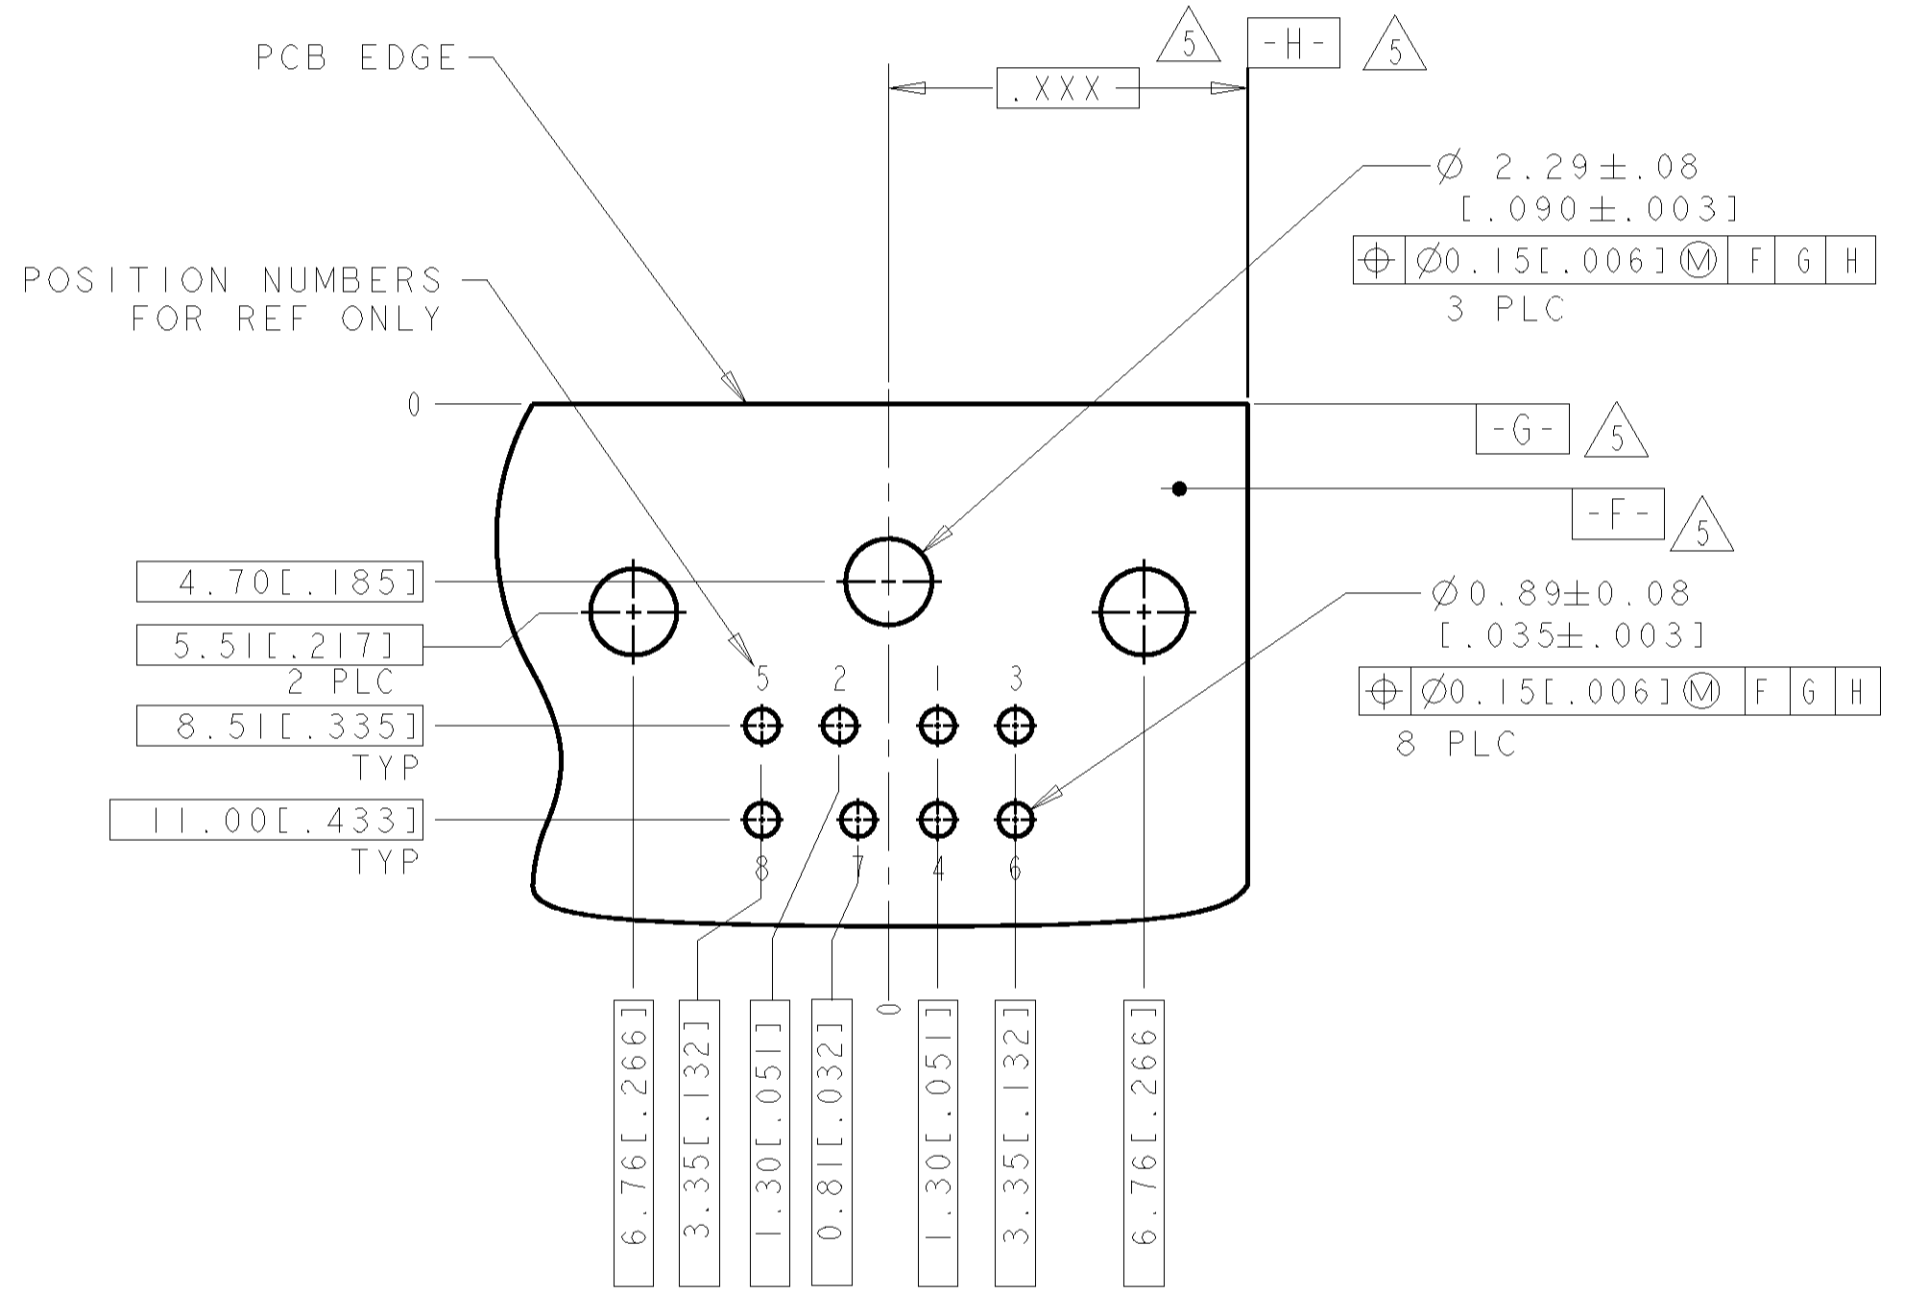 5
-H-
5
PCB EDGE
.XXX
Ø 2.29±.08
[.090±.003]
⌖ Ø0.15[.006] Ⓜ F G H
3 PLC
POSITION NUMBERS
FOR REF ONLY
0
-G-
5
-F-
5
4.70[.185]
5.51[.217]
2 PLC
Ø0.89±0.08
[.035±.003]
⌖ Ø0.15[.006] Ⓜ F G H
8 PLC
5 2 1 3
8.51[.335]
TYP
11.00[.433]
TYP
8 7 4 6
6.76[.266]
3.35[.132]
1.30[.051]
0.81[.032]
0
1.30[.051]
3.35[.132]
6.76[.266]